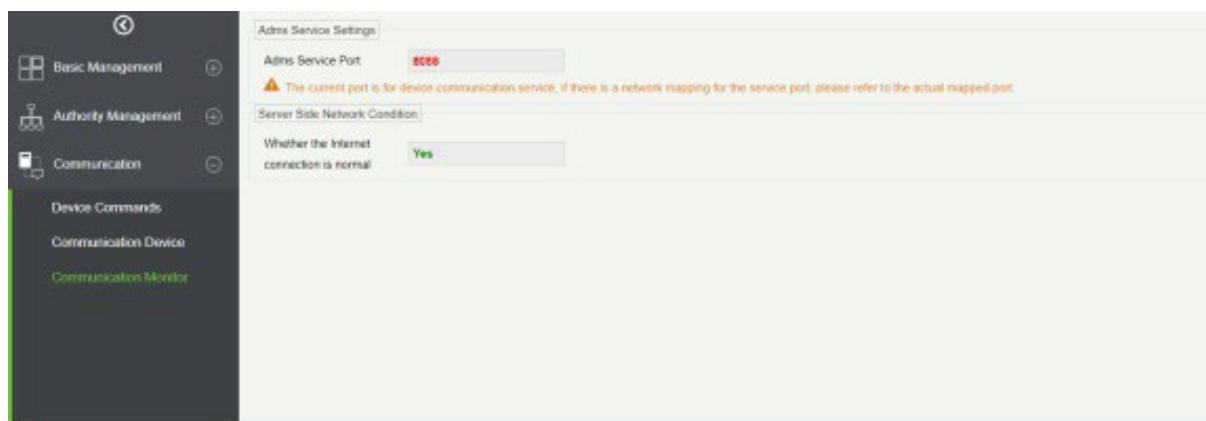 Adms Service Settings
Basic Management
Adms Service Port 8088
The current port is for device communication service, if there is a network mapping for the service port, please refer to the actual mapped port.
Authority Management
Server Side Network Condition
Communication
Whether the Internet
connection is normal
Yes
Device Commands
Communication Device
Communication Monitor